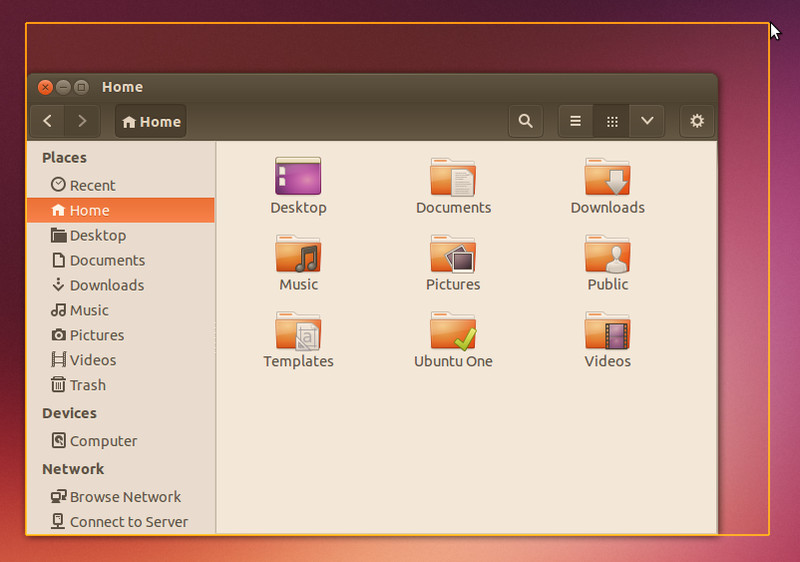 Home
Home
Places
Recent
Home
Desktop
Documents
Downloads
Music
Pictures
Videos
Trash
Devices
Computer
Network
Browse Network
Connect to Server
Desktop Documents Downloads
Music Pictures Public
Templates Ubuntu One Videos